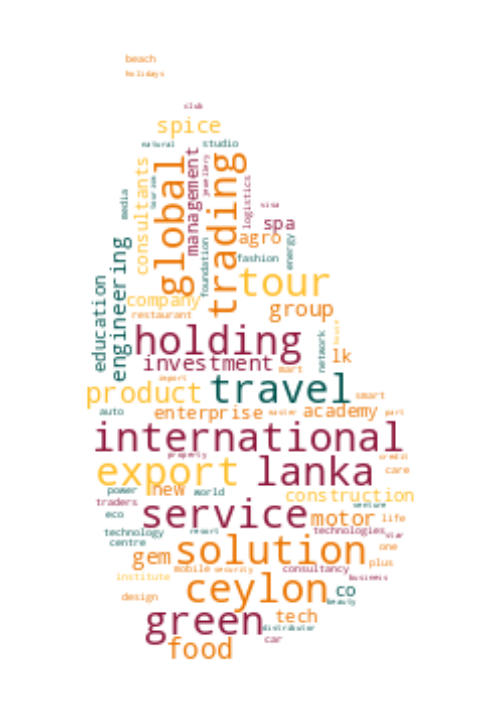 beach
holidays
club
spice
natural
studio
media
consultants
tourism
global
management
jewellery
trading
logistics
visa
spa
agro
energy
fashion
foundation
tour
education
engineering
company
restaurant
group
holding
network
house
investment
lk
mart
import
product
travel
smart
auto
enterprise
master
academy
part
international
property
credit
export
lanka
care
power
new
world
construction
traders
eco
service
venture
motor
life
technology
resort
technologies
star
centre
solution
one
gem
mobile
security
consultancy
plus
institute
business
ceylon
co
beauty
design
green
tech
distributor
car
food